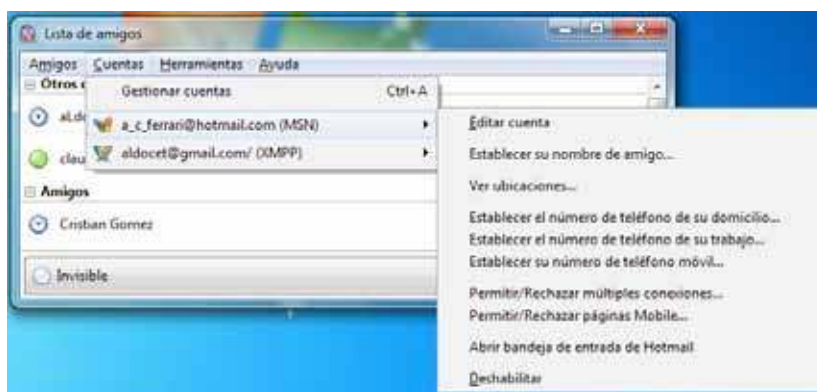 Lista de amigos
Amigos Cuentas Herramientas Ayuda
Otros
Gestionar cuentas Ctrl+A
a_c_ferrari@hotmail.com (MSN)
aldocet@gmail.com/ (XMPP)
Amigos
Cristian Gomez
Invisible
Editar cuenta
Establecer su nombre de amigo...
Ver ubicaciones...
Establecer el número de teléfono de su domicilio...
Establecer el número de teléfono de su trabajo...
Establecer su número de teléfono móvil...
Permitir/Rechazar múltiples conexiones...
Permitir/Rechazar páginas Mobile...
Abrir bandeja de entrada de Hotmail
Deshabilitar